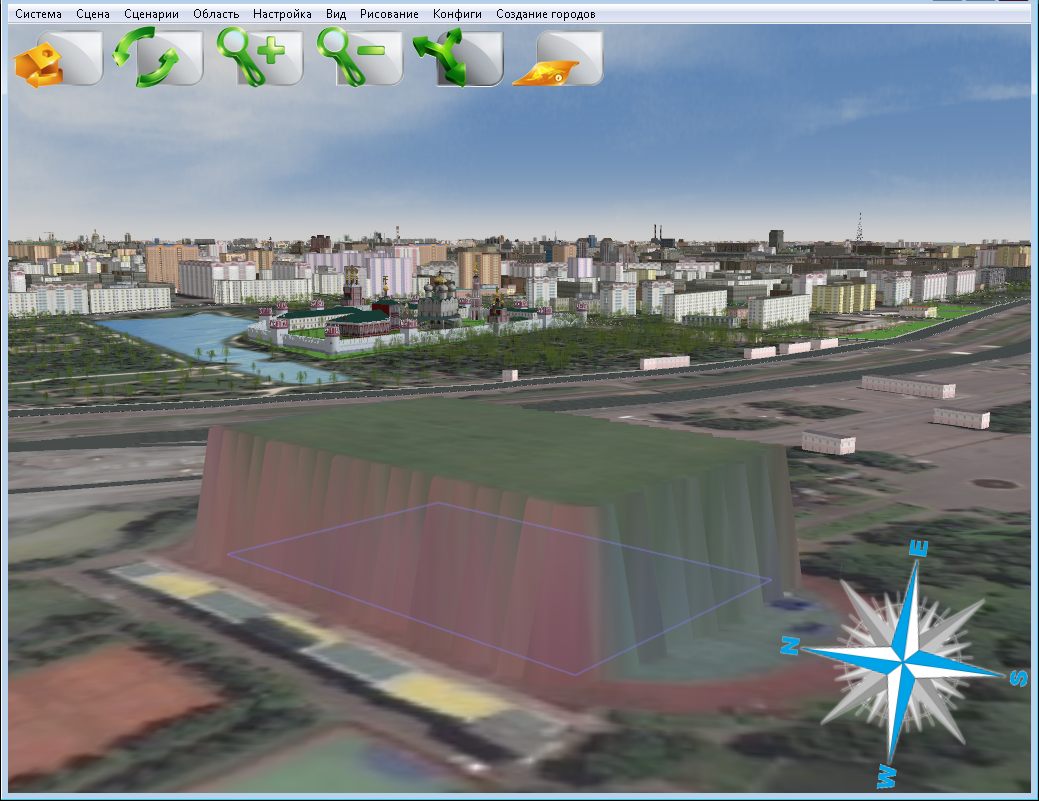 Система Сцена Сценарии Область Настройка Вид Рисование Конфиги Создание городов
E
N
S
W